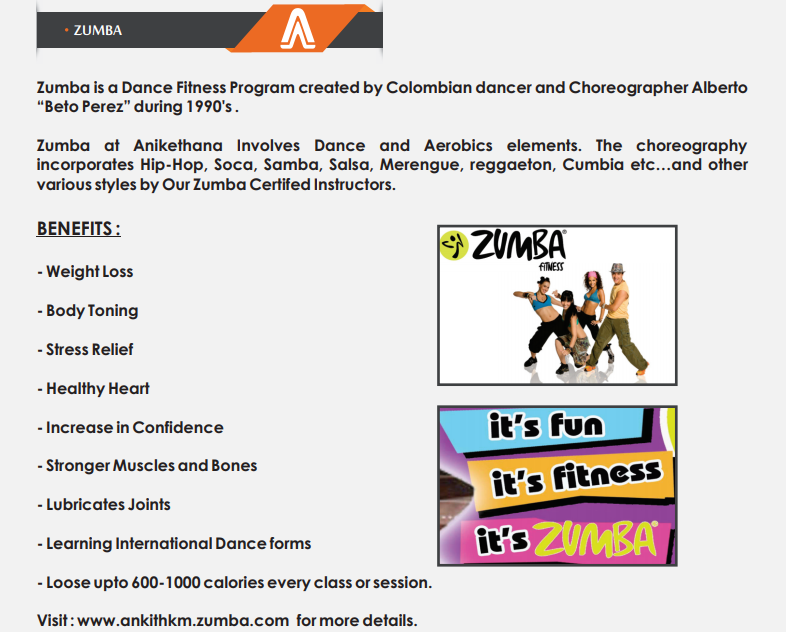 • ZUMBA
Zumba is a Dance Fitness Program created by Colombian dancer and Choreographer Alberto
“Beto Perez” during 1990's .
Zumba at Anikethana Involves Dance and Aerobics elements. The choreography
incorporates Hip-Hop, Soca, Samba, Salsa, Merengue, reggaeton, Cumbia etc...and other
various styles by Our Zumba Certifed Instructors.
BENEFITS :
- Weight Loss
- Body Toning
- Stress Relief
- Healthy Heart
- Increase in Confidence
- Stronger Muscles and Bones
- Lubricates Joints
- Learning International Dance forms
- Loose upto 600-1000 calories every class or session.
Visit : www.ankithkm.zumba.com for more details.
ZUMBA®
FITNESS
it's fun
it's fitness
it's ZUMBA®